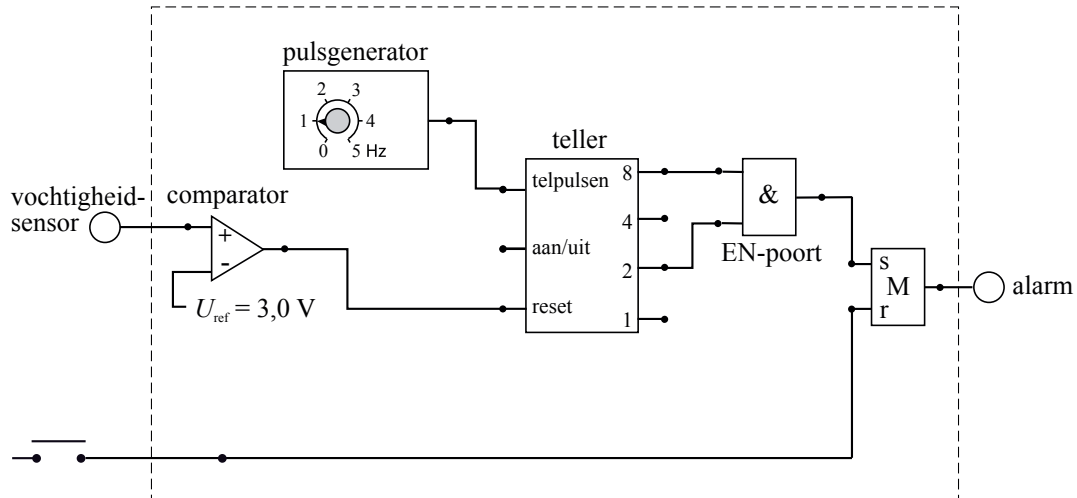 pulsgenerator
2
3
1
4
0
5 Hz
teller
telpulsen
8
aan/uit
4
2
reset
1
vochtigheid-
sensor
comparator
+
-
Uref = 3,0 V
&
EN-poort
s
M
r
alarm